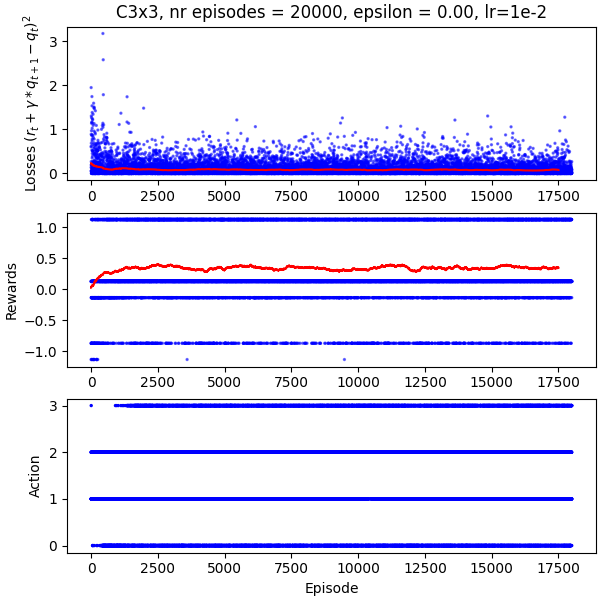 C3x3, nr episodes = 20000, epsilon = 0.00, lr=1e-2
Losses $(r_t + \gamma * q_{t+1} - q_t)^2$
3
2
1
0
0 2500 5000 7500 10000 12500 15000 17500
Rewards
1.0
0.5
0.0
−0.5
−1.0
0 2500 5000 7500 10000 12500 15000 17500
Action
3
2
1
0
0 2500 5000 7500 10000 12500 15000 17500
Episode